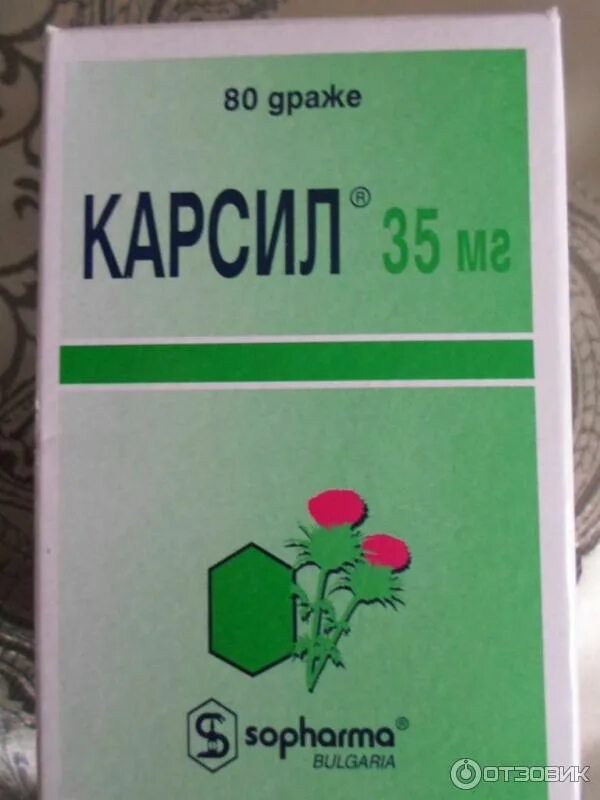 80 драже
КАРСИЛ® 35 мг
sopharma®
BULGARIA
ОТЗОВИК